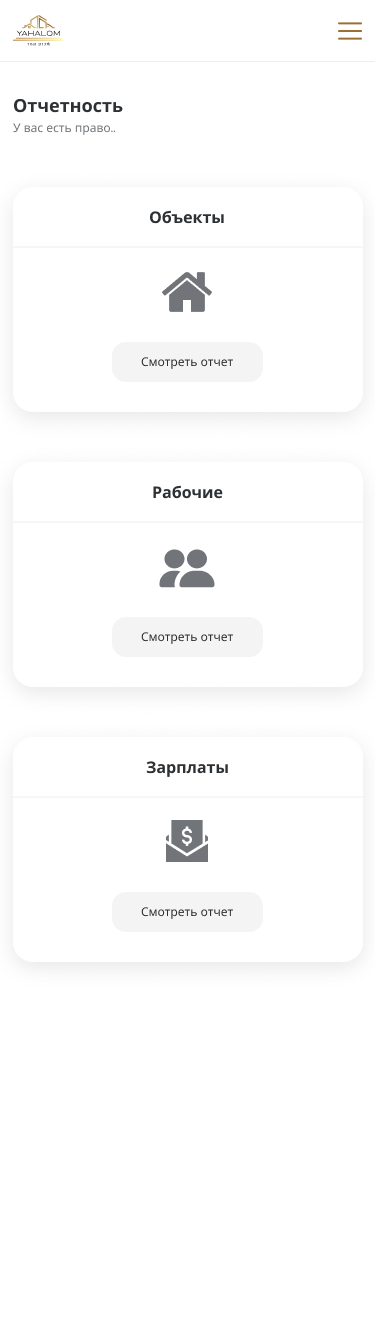 YAHALOM
Отчетность
У вас есть право..
Объекты
Смотреть отчет
Рабочие
Смотреть отчет
Зарплаты
$
Смотреть отчет